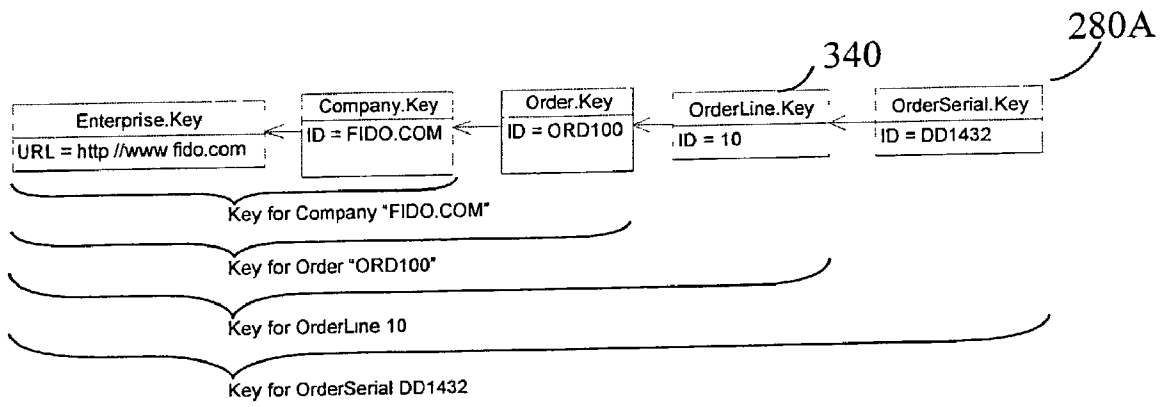 280A
340
Enterprise.Key
URL = http //www fido.com
Company.Key
ID = FIDO.COM
Order.Key
ID = ORD100
OrderLine.Key
ID = 10
OrderSerial.Key
ID = DD1432
Key for Company "FIDO.COM"
Key for Order "ORD100"
Key for OrderLine 10
Key for OrderSerial DD1432